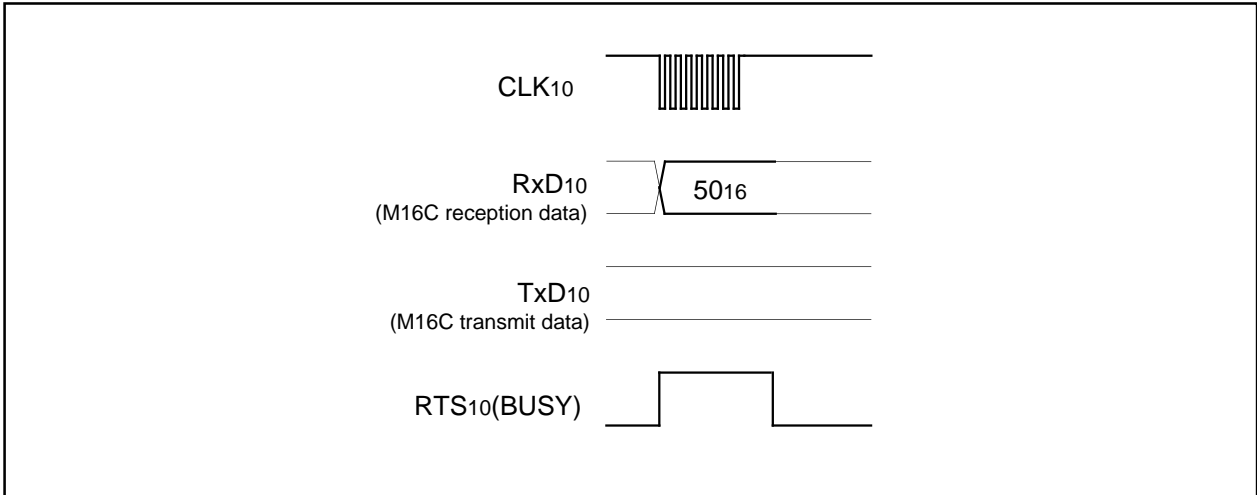 CLK10
RxD10
5016
(M16C reception data)
TxD10
(M16C transmit data)
RTS10(BUSY)